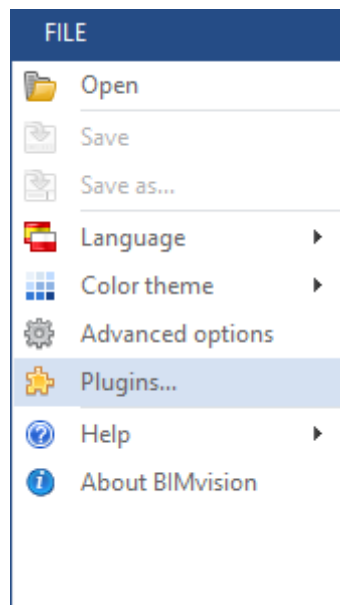 FILE
Open
Save
Save as...
Language
Color theme
Advanced options
Plugins...
Help
About BIMvision